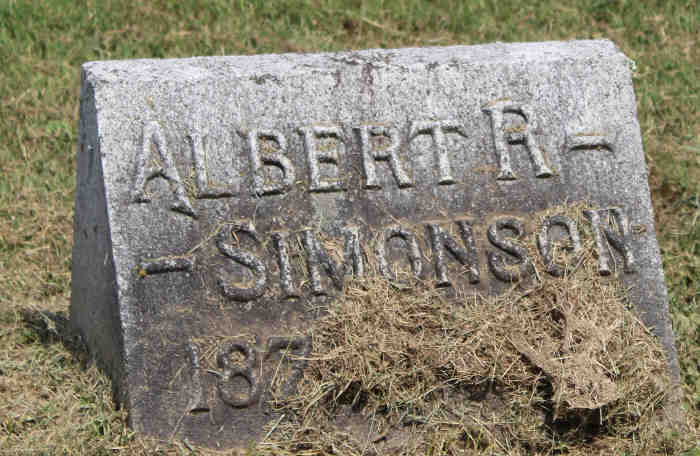 ALBERT R-
-SIMONSON-
187